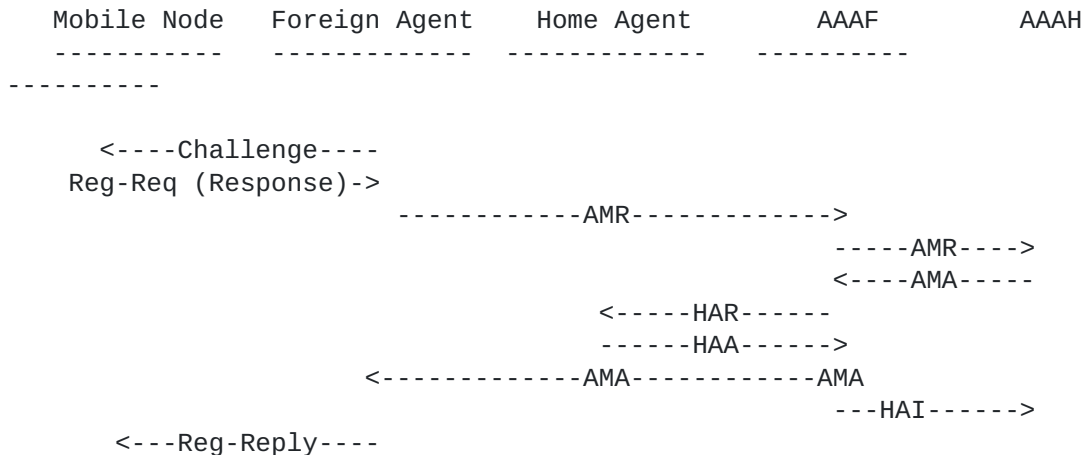 Mobile Node   Foreign Agent    Home Agent        AAAF         AAAH
-----------   -------------  -------------   ----------
----------
<----Challenge----
Reg-Req (Response)->
------------AMR------------->
-----AMR---->
<----AMA-----
<-----HAR------
------HAA------>
<-------------AMA------------AMA
---HAI------>
<---Reg-Reply----